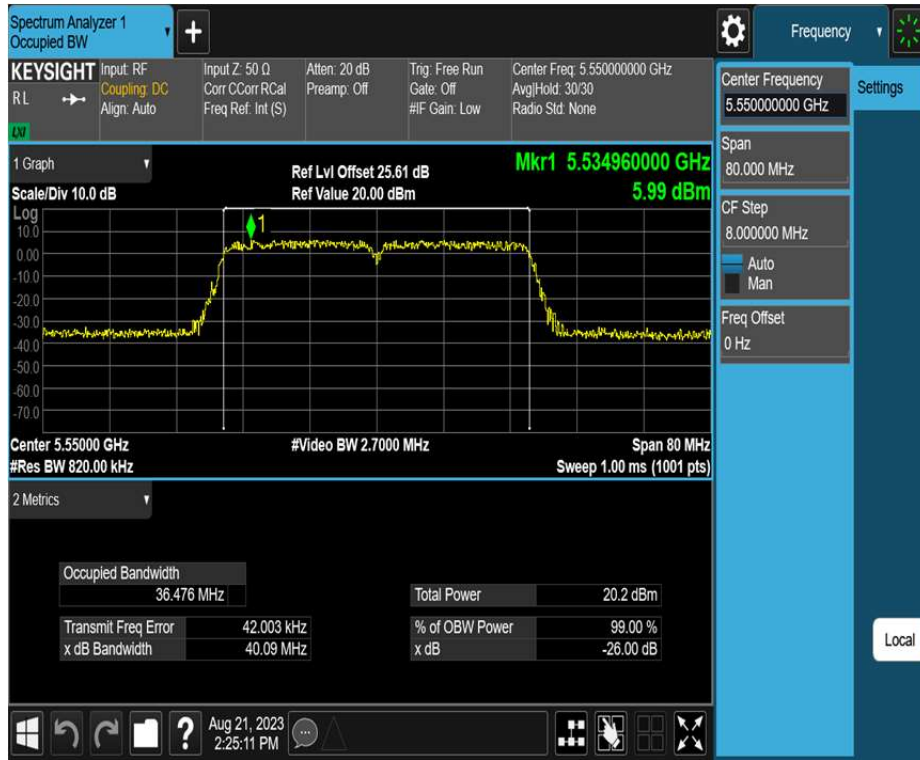 Spectrum Analyzer 1
Occupied BW
+
Frequency
KEYSIGHT
RL
LXI
Input: RF
Coupling: DC
Align: Auto
Input Z: 50 Ω
Corr CCorr RCal
Freq Ref: Int (S)
Atten: 20 dB
Preamp: Off
Trig: Free Run
Gate: Off
#IF Gain: Low
Center Freq: 5.550000000 GHz
Avg|Hold: 30/30
Radio Std: None
Center Frequency
5.550000000 GHz
Settings
Span
80.000 MHz
CF Step
8.000000 MHz
Auto
Man
Freq Offset
0 Hz
Local
1 Graph
Ref Lvl Offset 25.61 dB
Mkr1 5.534960000 GHz
Scale/Div 10.0 dB
Ref Value 20.00 dBm
5.99 dBm
Log
10.0
0.00
-10.0
-20.0
-30.0
-40.0
-50.0
-60.0
-70.0
1
Center 5.55000 GHz
#Video BW 2.7000 MHz
Span 80 MHz
#Res BW 820.00 kHz
Sweep 1.00 ms (1001 pts)
2 Metrics
Occupied Bandwidth
36.476 MHz
Total Power 20.2 dBm
Transmit Freq Error 42.003 kHz
% of OBW Power 99.00 %
x dB Bandwidth 40.09 MHz
x dB -26.00 dB
?
Aug 21, 2023
2:25:11 PM